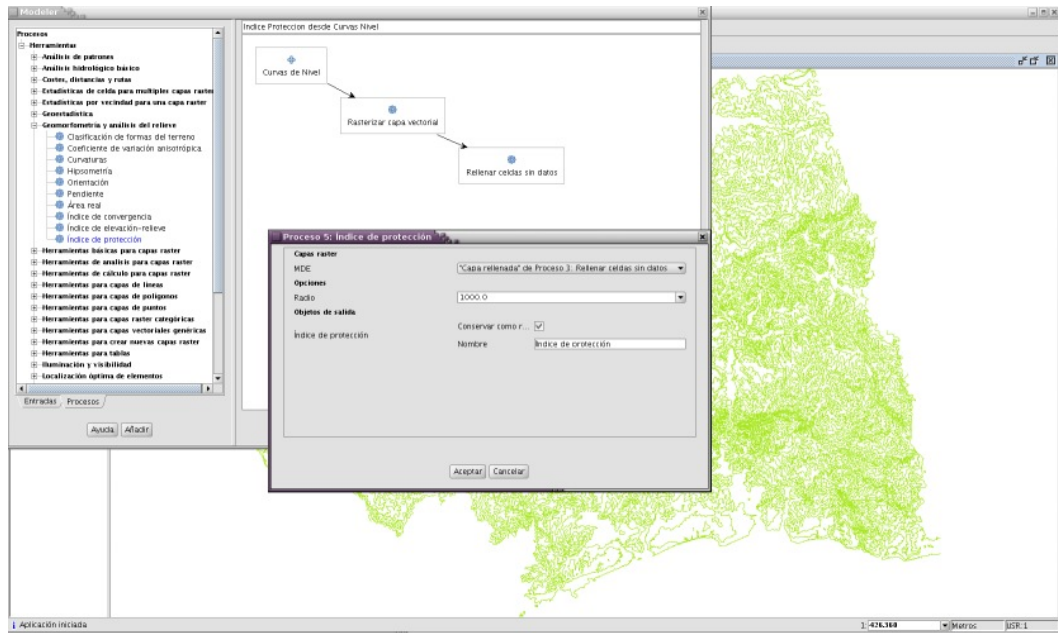 Modeler
Indice Proteccion desde Curvas Nivel
Procesos
Herramientas
Análisis de patrones
Análisis hidrológico básico
Costes, distancias y rutas
Estadísticas de celda para multiples capas raster
Estadísticas por vecindad para una capa raster
Geoestadística
Geomorfometría y análisis del relieve
Clasificación de formas del terreno
Coeficiente de variación anisotrópica
Curvaturas
Hipsometría
Orientación
Pendiente
Área real
Índice de convergencia
Índice de elevación-relieve
Índice de protección
Herramientas básicas para capas raster
Herramientas de analisis para capas raster
Herramientas de cálculo para capas raster
Herramientas para capas de líneas
Herramientas para capas de polígonos
Herramientas para capas de puntos
Herramientas para capas raster categóricas
Herramientas para capas vectoriales genéricas
Herramientas para crear nuevas capas raster
Herramientas para tablas
Iluminación y visibilidad
Localización óptima de elementos
Entradas
Procesos
Ayuda
Añadir
Curvas de Nivel
Rasterizar capa vectorial
Rellenar celdas sin datos
Proceso 5: Índice de protección
Capas raster
MDE
"Capa rellenada" de Proceso 3: Rellenar celdas sin datos
Opciones
Radio
1000.0
Objetos de salida
Índice de protección
Conservar como r...
Nombre
Índice de protección
Aceptar
Cancelar
Aplicación iniciada
1: 426.360
Metros